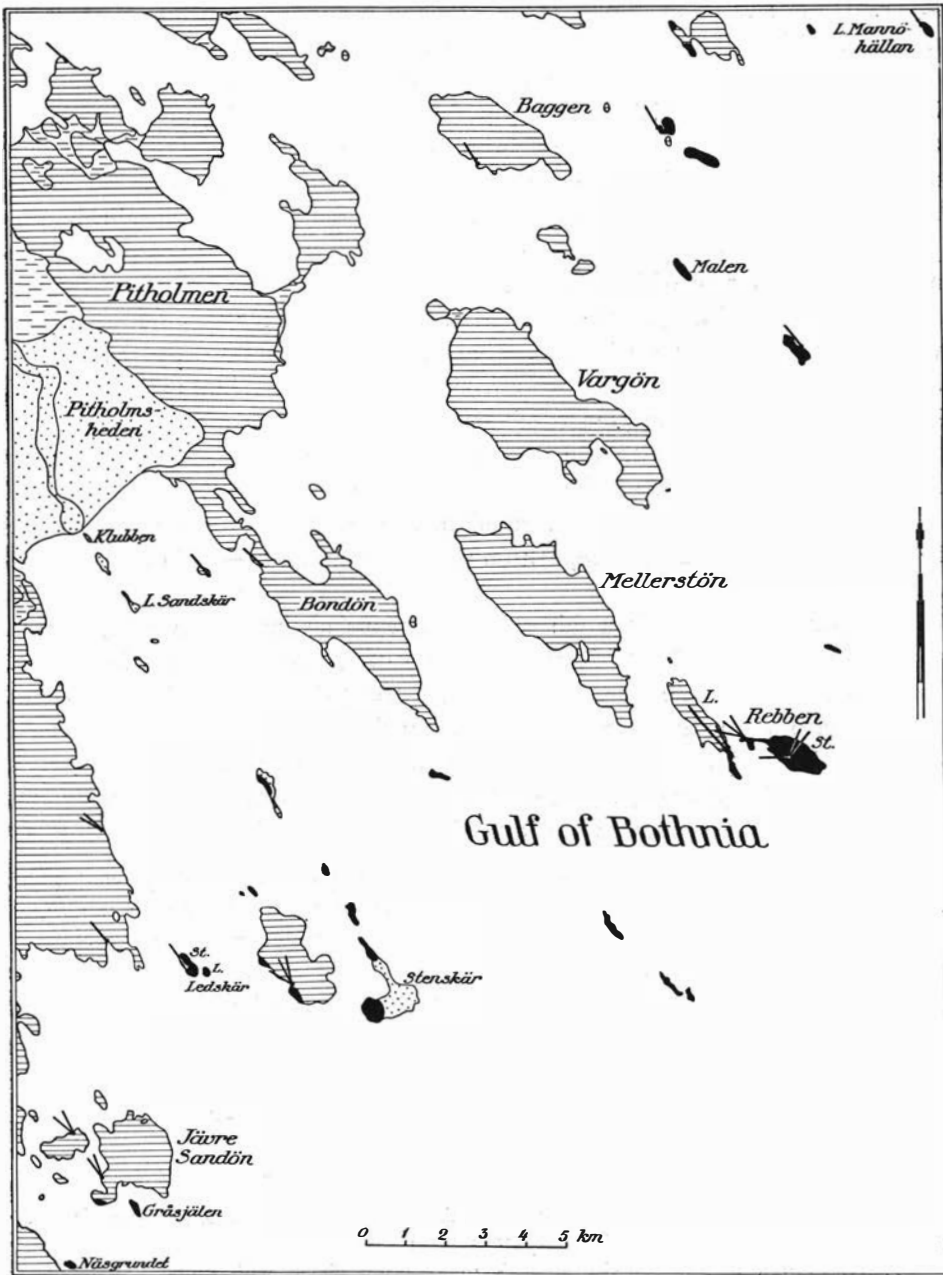 L. Mannö-
hällan
Baggen
Malen
Pitholmen
Vargön
Pitholms-
heden
Klubben
L. Sandskär
Bondön
Mellerstön
L.
Rebben
St.
Gulf of Bothnia
St.
L.
Ledskär
Stenskär
Jävre
Sandön
Gråsjälen
Näsgrundet
0 1 2 3 4 5 km